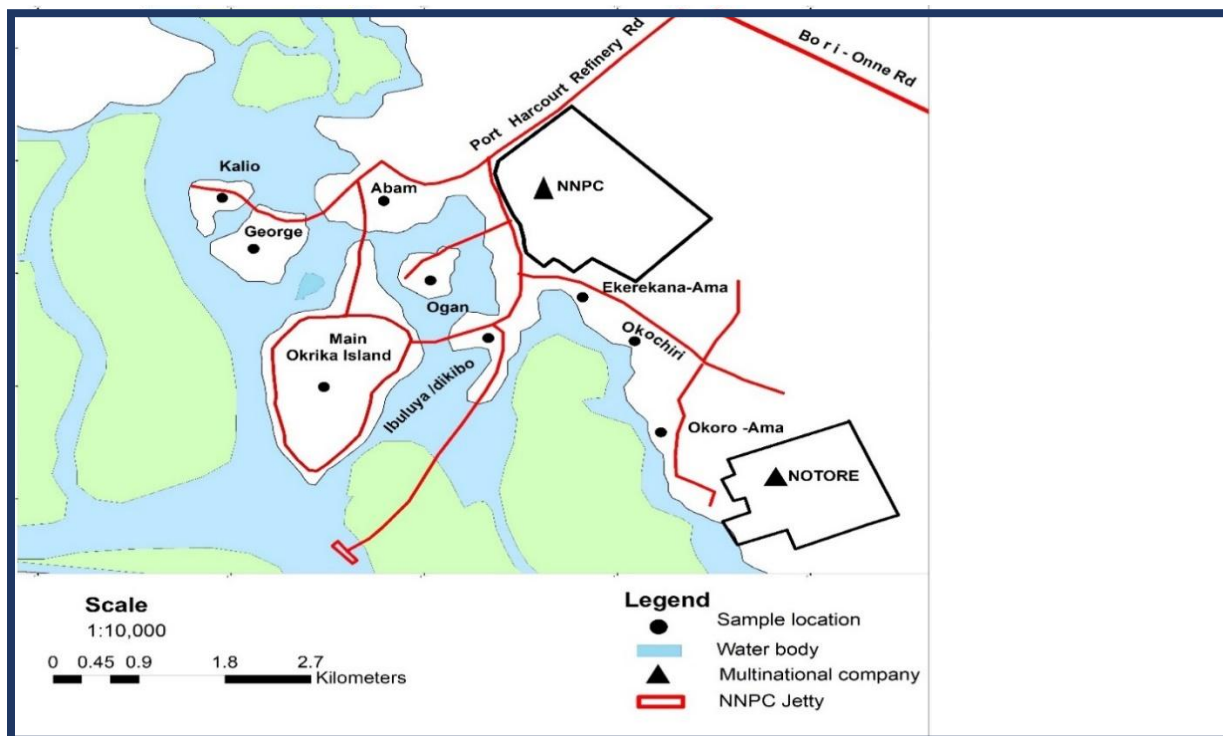 Bori-Onne Rd
Port Harcourt Refinery Rd
Kalio
Abam
NNPC
George
Ekerekana-Ama
Ogan
Okochiri
Main
Okrika Island
Ibuluya /dikibo
Okoro -Ama
NOTORE
Scale
1:10,000
0 0.45 0.9 1.8 2.7
Kilometers
Legend
Sample location
Water body
Multinational company
NNPC Jetty